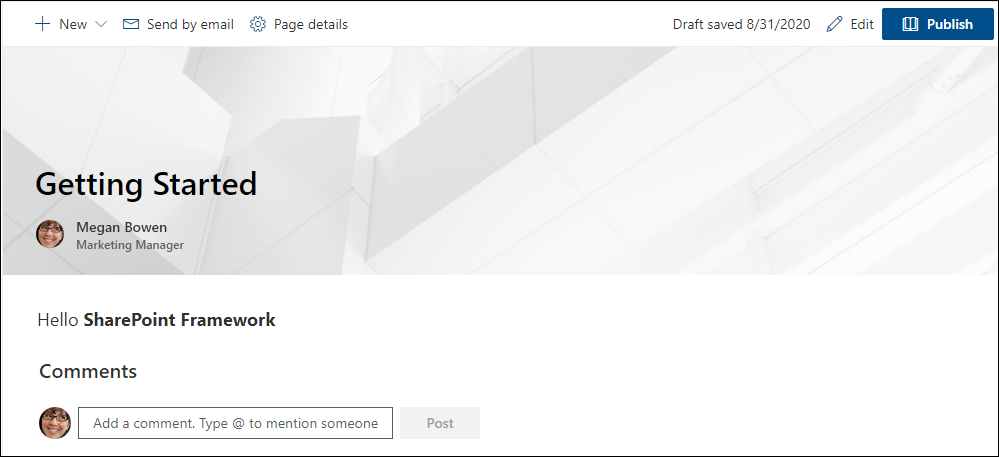 New Send by email Page details Draft saved 8/31/2020 Edit Publish
Getting Started
Megan Bowen
Marketing Manager
Hello SharePoint Framework
Comments
Add a comment. Type @ to mention someone Post